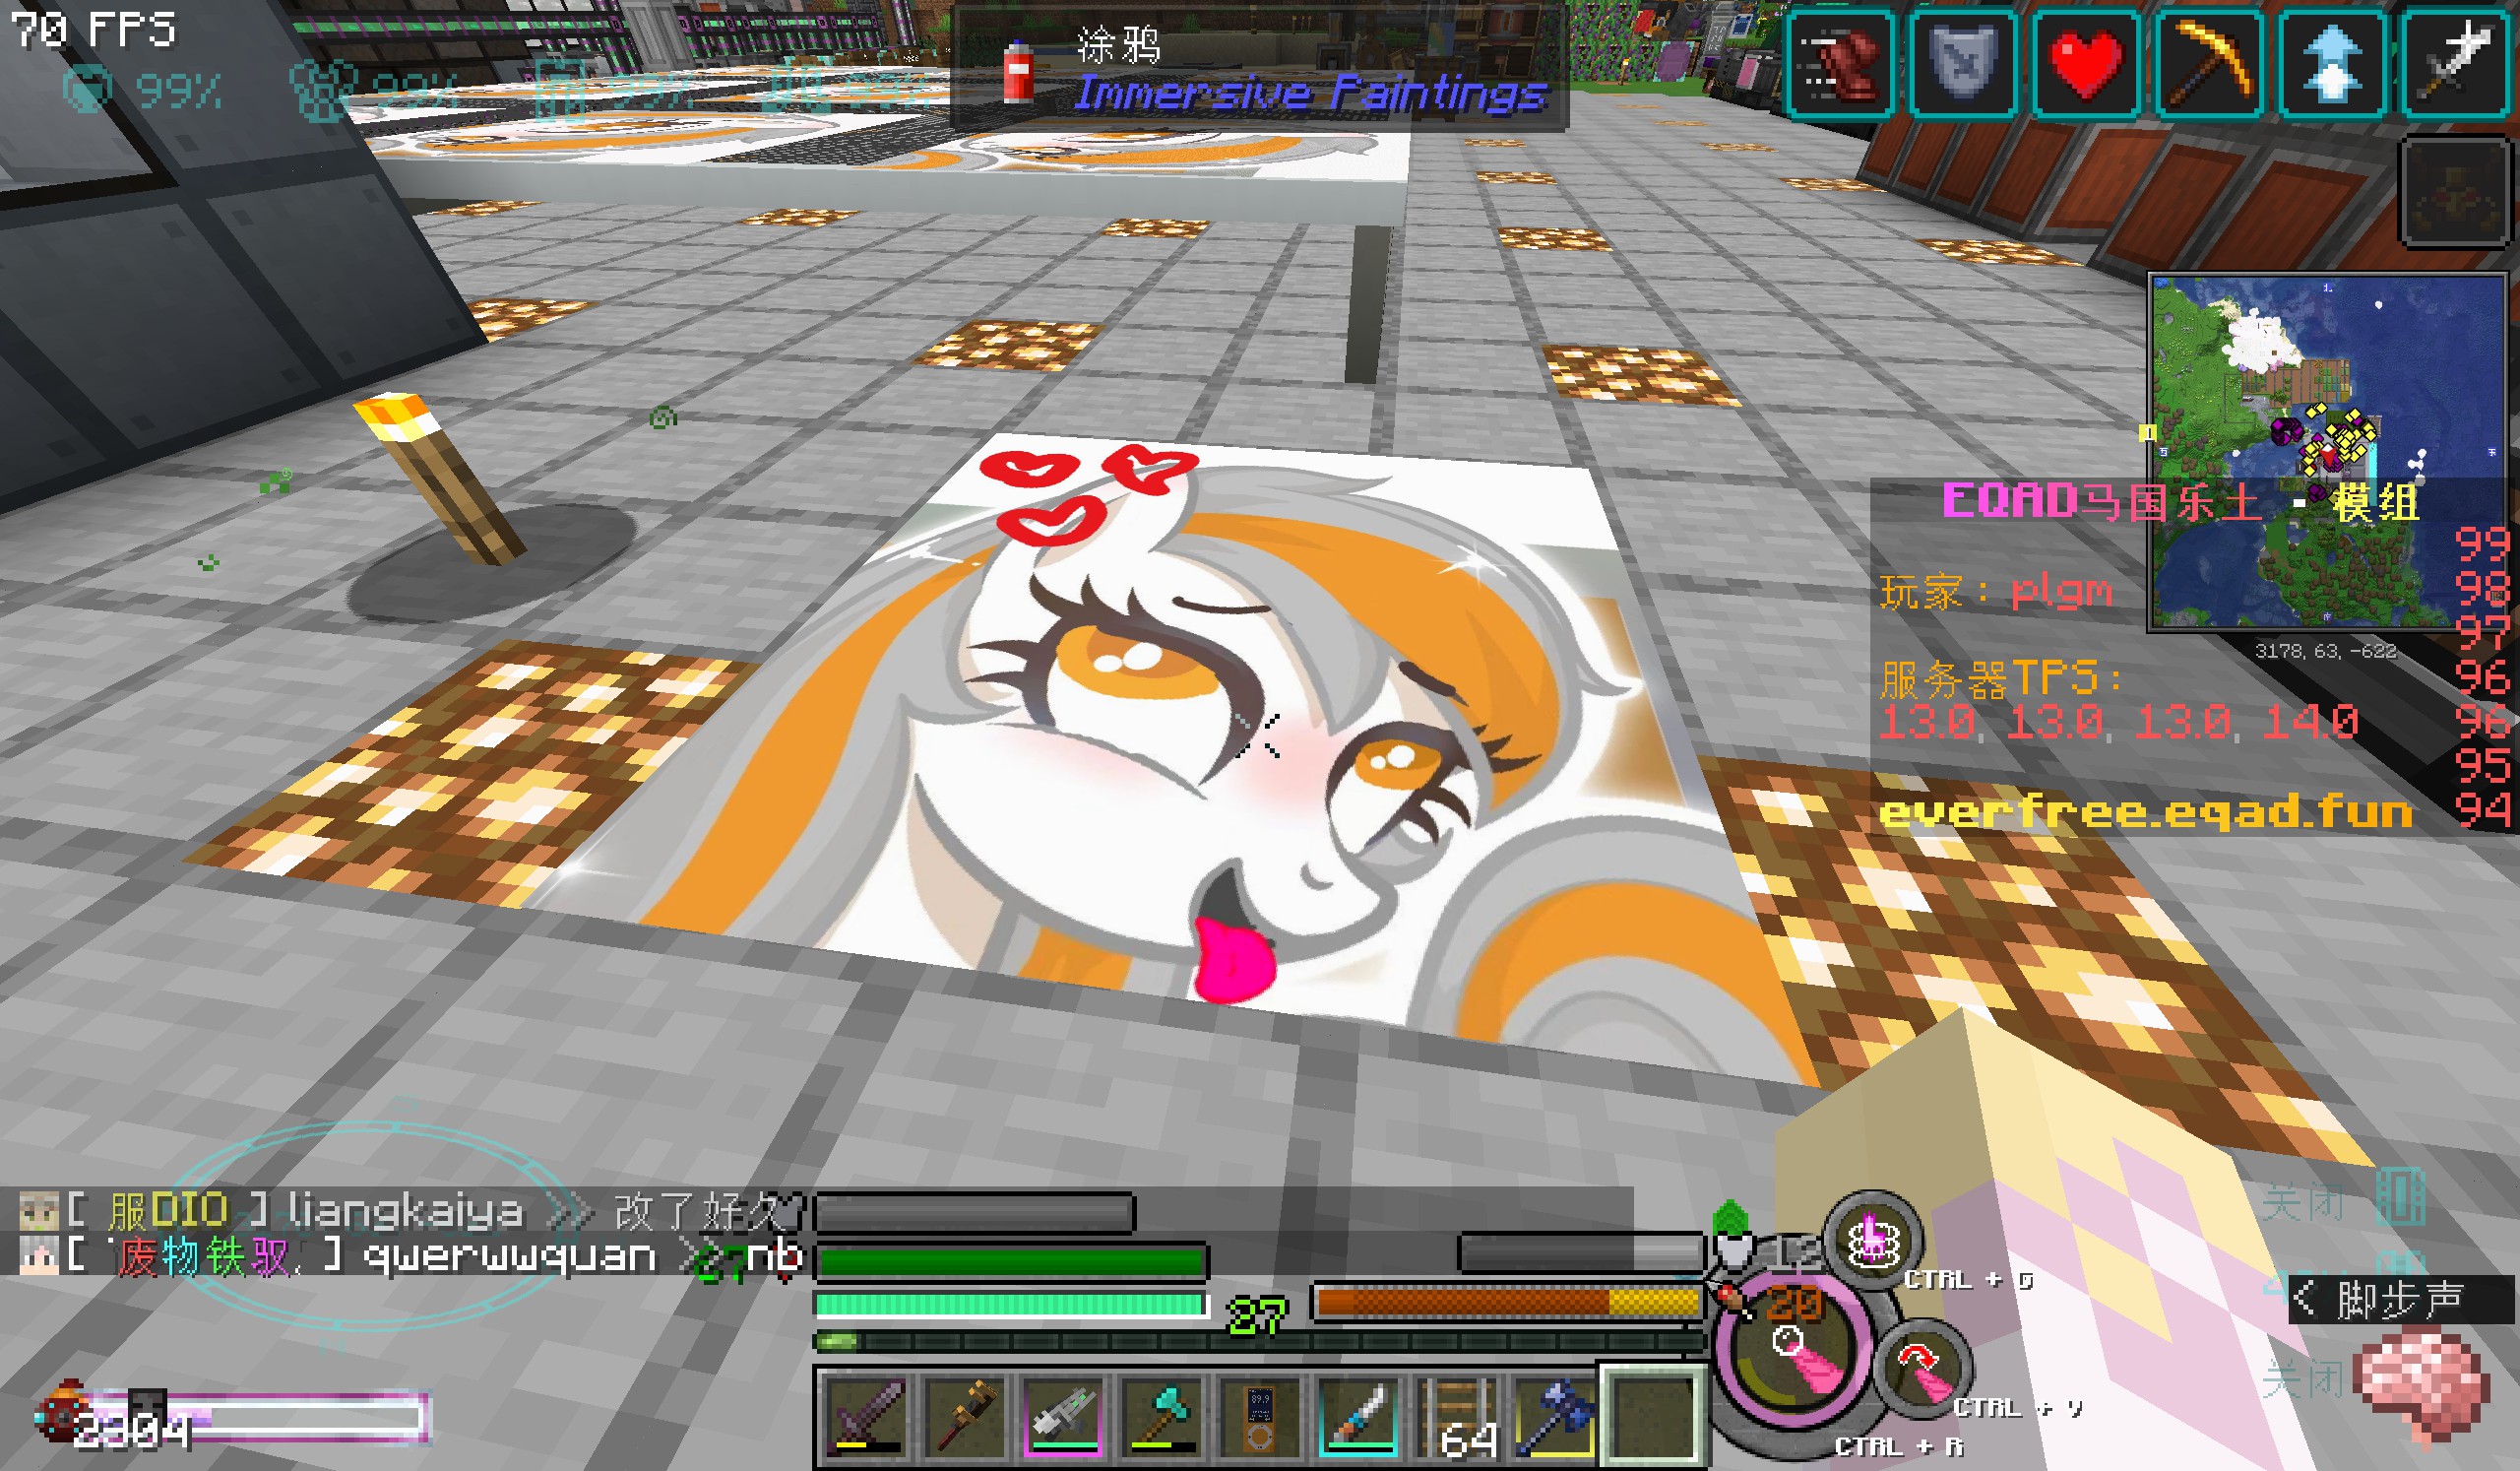 70 FPS
99%
99%
99%
涂鸦
Immersive Paintings
EQAD马国乐土 - 模组
99
玩家: plgm
98
97
3178, 63, -622
服务器TPS:
96
13.0, 13.0, 13.0, 14.0
96
95
everfree.eqad.fun
94
[ 服DIO ] liangkaiya » 改了好久
[ 废物铁驭 ] qwerwwquan » nb
27
20
CTRL + G
关闭
< 脚步声
关闭
CTRL + V
CTRL + R
2304
64